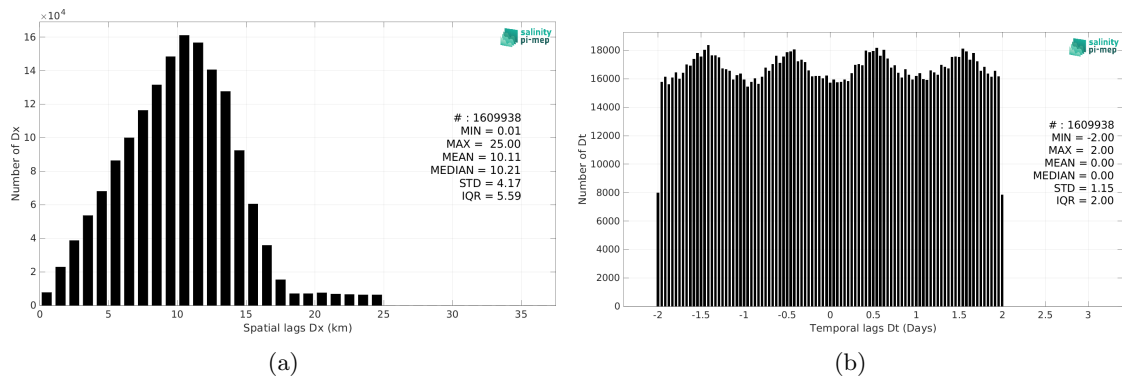 ×10⁴
16
14
12
10
8
6
4
2
0
Number of Dx
salinity
pi-mep
# : 1609938
MIN = 0.01
MAX = 25.00
MEAN = 10.11
MEDIAN = 10.21
STD = 4.17
IQR = 5.59
0 5 10 15 20 25 30 35
Spatial lags Dx (km)
(a)
18000
16000
14000
12000
10000
8000
6000
4000
2000
0
Number of Dt
salinity
pi-mep
# : 1609938
MIN = -2.00
MAX = 2.00
MEAN = 0.00
MEDIAN = 0.00
STD = 1.15
IQR = 2.00
-2 -1.5 -1 -0.5 0 0.5 1 1.5 2 2.5 3
Temporal lags Dt (Days)
(b)